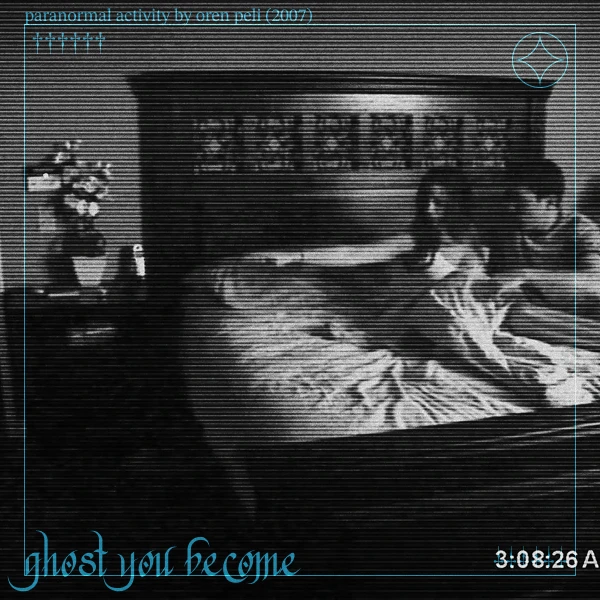 paranormal activity by oren peli (2007)
††††††
ghost you become
3:08:26 A